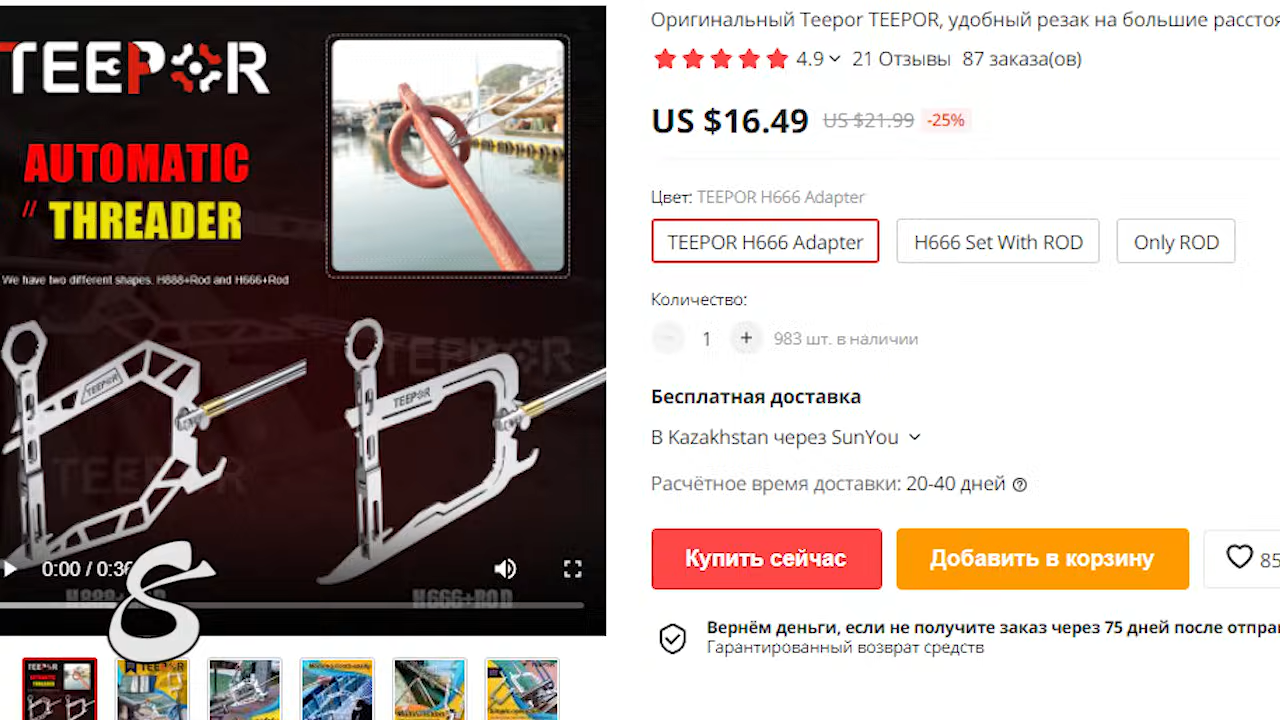 TEEPOR
AUTOMATIC
THREADER
We have two different shapes. H888+Rod and H666+Rod
TEEPOR
TEEPOR
H666+ROD
0:00 / 0:36
8
Оригинальный Teepor TEEPOR, удобный резак на большие
4.9 21 Отзывы 87 заказа(ов)
US $16.49 US $21.99 -25%
Цвет: TEEPOR H666 Adapter
TEEPOR H666 Adapter H666 Set With ROD Only ROD
Количество:
1 + 983 шт. в наличии
Бесплатная доставка
В Kazakhstan через SunYou
Расчётное время доставки: 20-40 дней
Купить сейчас Добавить в корзину 85
Вернём деньги, если не получите заказ через 75 дней после
Гарантированный возврат средств